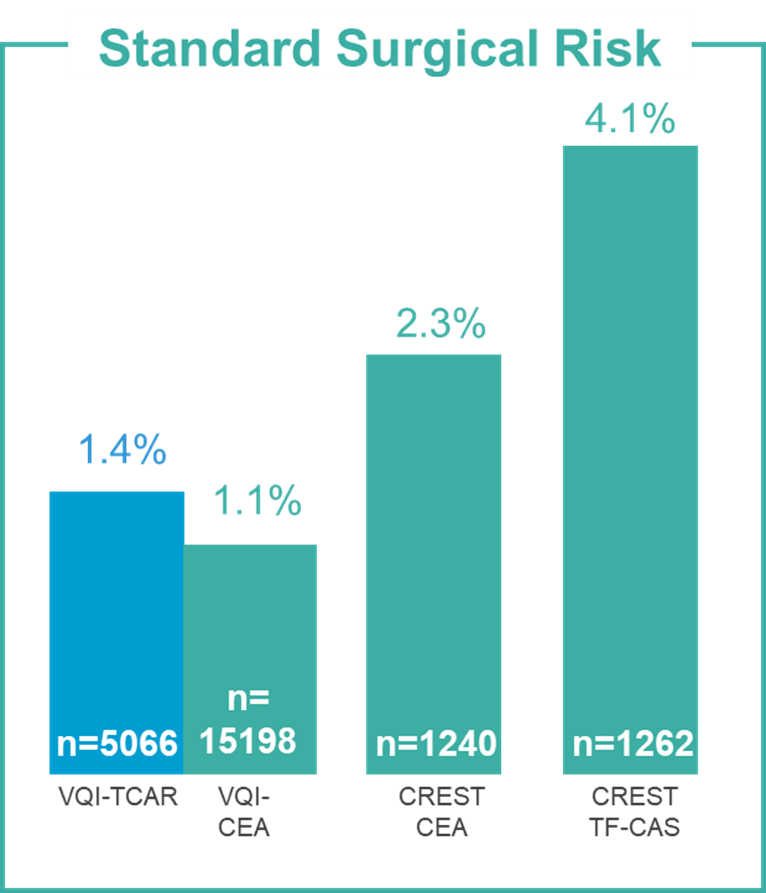 Standard Surgical Risk
4.1%
2.3%
1.4%
1.1%
n=
n=5066
15198
n=1240
n=1262
VQI-TCAR
VQI-
CEA
CREST
CEA
CREST
TF-CAS